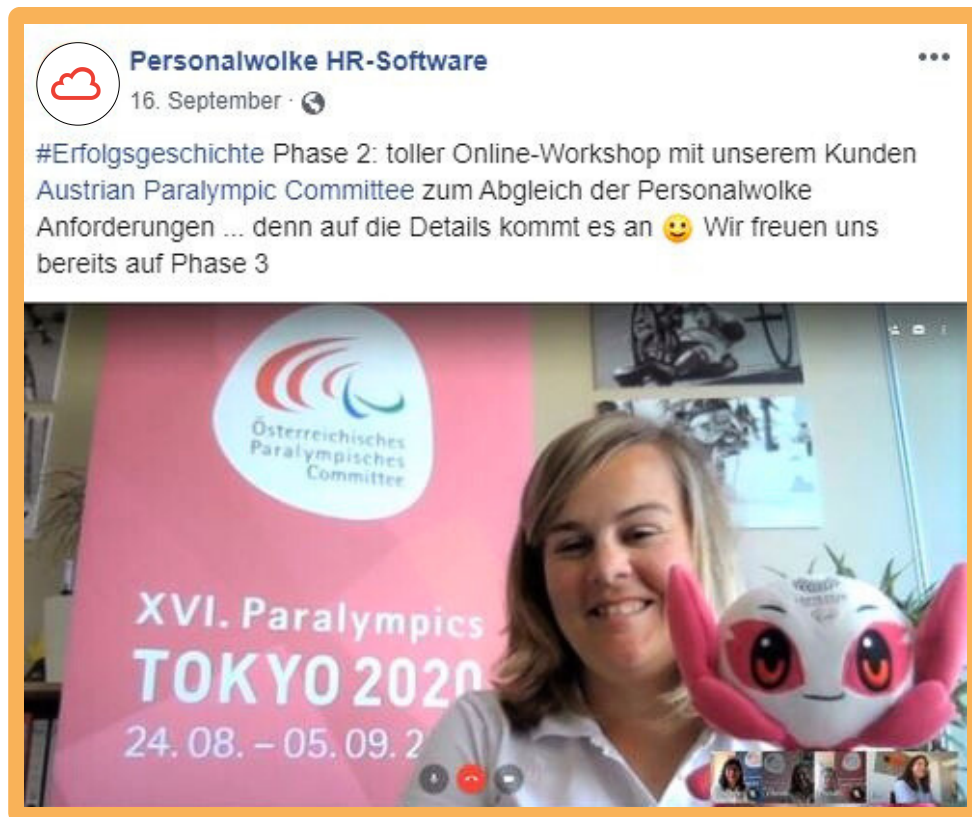 Personalwolke HR-Software
16. September ·
#Erfolgsgeschichte Phase 2: toller Online-Workshop mit unserem Kunden
Austrian Paralympic Committee zum Abgleich der Personalwolke
Anforderungen ... denn auf die Details kommt es an 🙂 Wir freuen uns
bereits auf Phase 3
Österreichisches
Paralympisches
Committee
XVI. Paralympics
TOKYO 2020
24. 08. – 05. 09. 2